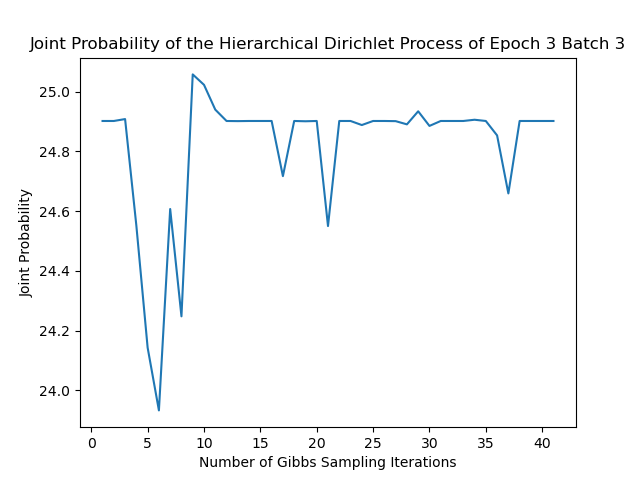 Joint Probability of the Hierarchical Dirichlet Process of Epoch 3 Batch 3
25.0
24.8
24.6
24.4
24.2
24.0
Joint Probability
0 5 10 15 20 25 30 35 40
Number of Gibbs Sampling Iterations